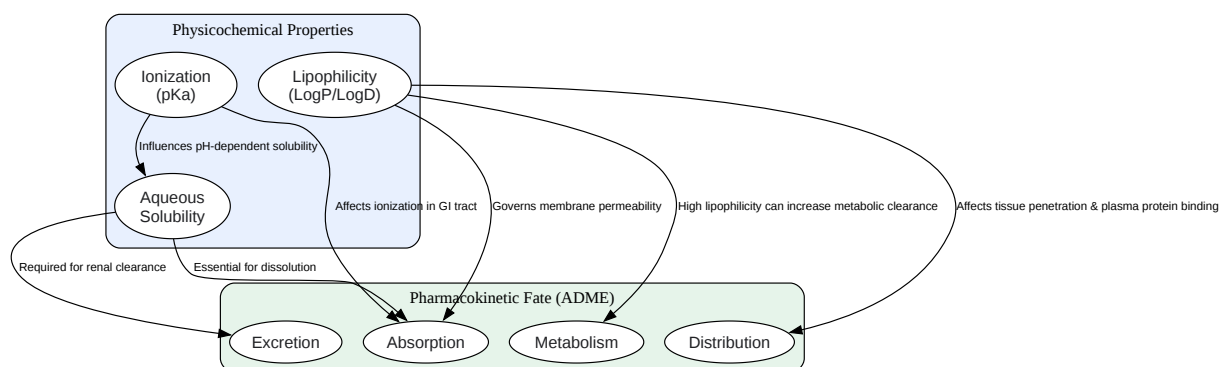 Physicochemical Properties
Ionization
(pKa)
Lipophilicity
(LogP/LogD)
Influences pH-dependent solubility
Aqueous
Solubility
Affects ionization in GI tract
Governs membrane permeability
High lipophilicity can increase metabolic clearance
Affects tissue penetration & plasma protein binding
Required for renal clearance
Essential for dissolution
Pharmacokinetic Fate (ADME)
Excretion
Absorption
Metabolism
Distribution